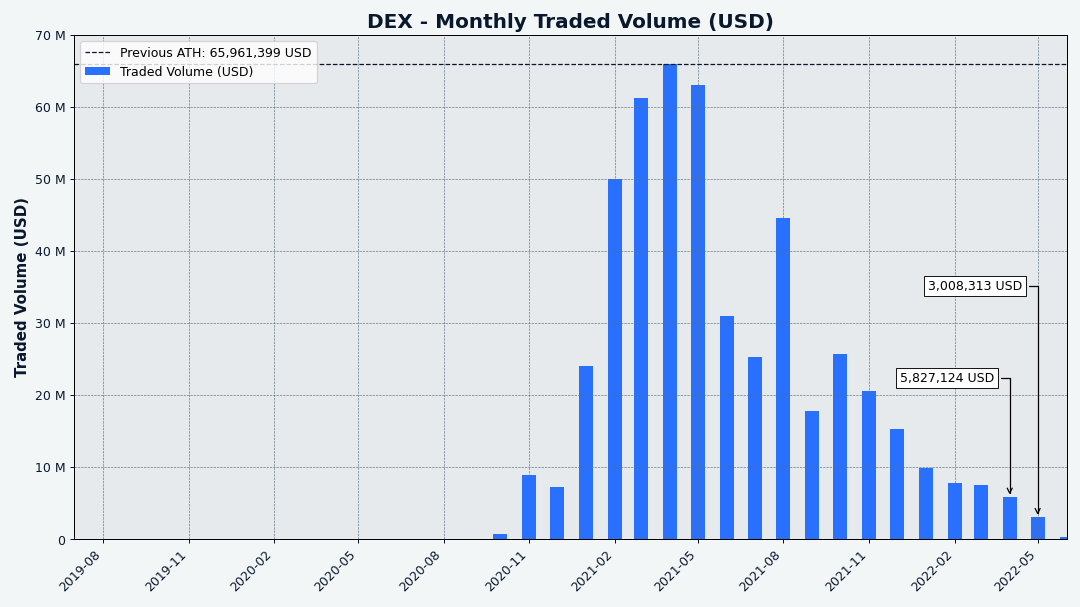 DEX - Monthly Traded Volume (USD)
Previous ATH: 65,961,399 USD
Traded Volume (USD)
Traded Volume (USD)
70 M
60 M
50 M
40 M
30 M
20 M
10 M
0
3,008,313 USD
5,827,124 USD
2019-08
2019-11
2020-02
2020-05
2020-08
2020-11
2021-02
2021-05
2021-08
2021-11
2022-02
2022-05